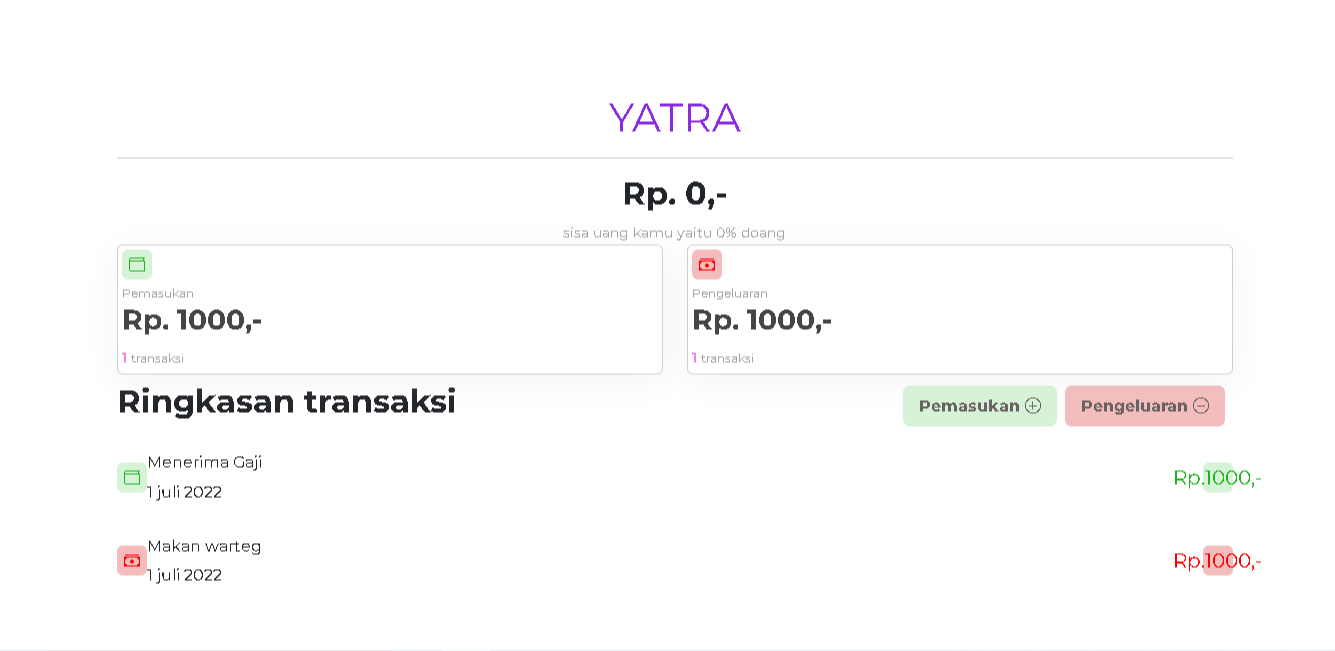 YATRA
Rp. 0,-
sisa uang kamu yaitu 0% doang
Pemasukan
Rp. 1000,-
1 transaksi
Pengeluaran
Rp. 1000,-
1 transaksi
Ringkasan transaksi
Pemasukan
Pengeluaran
Menerima Gaji
1 juli 2022
Rp.1000,-
Makan warteg
1 juli 2022
Rp.1000,-